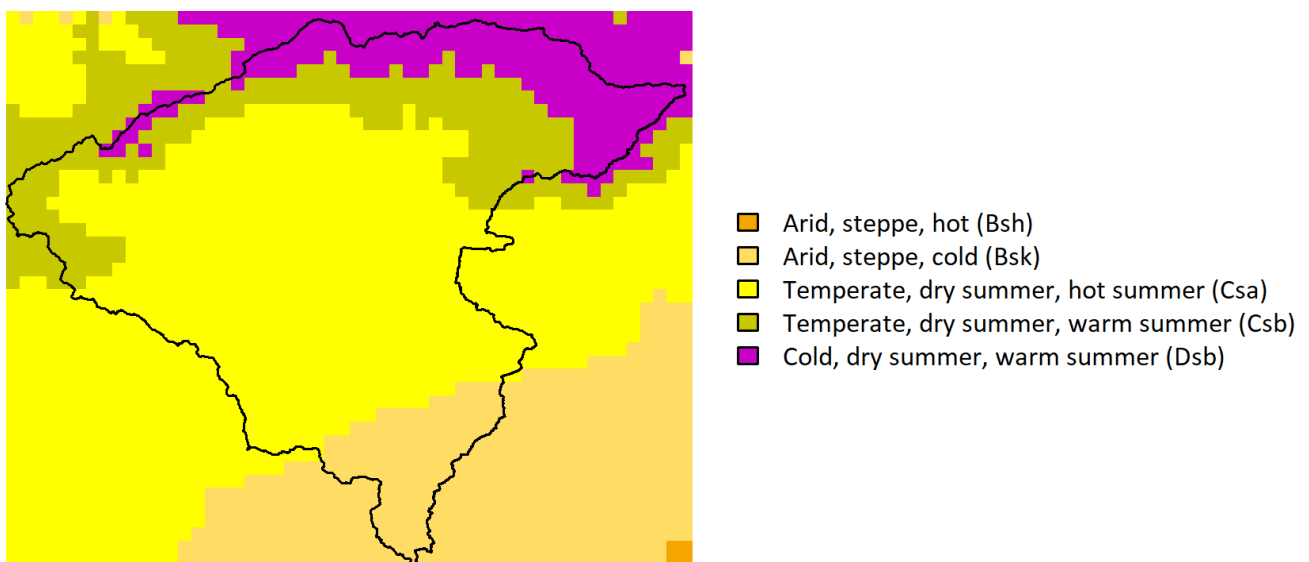 Arid, steppe, hot (Bsh)
Arid, steppe, cold (Bsk)
Temperate, dry summer, hot summer (Csa)
Temperate, dry summer, warm summer (Csb)
Cold, dry summer, warm summer (Dsb)